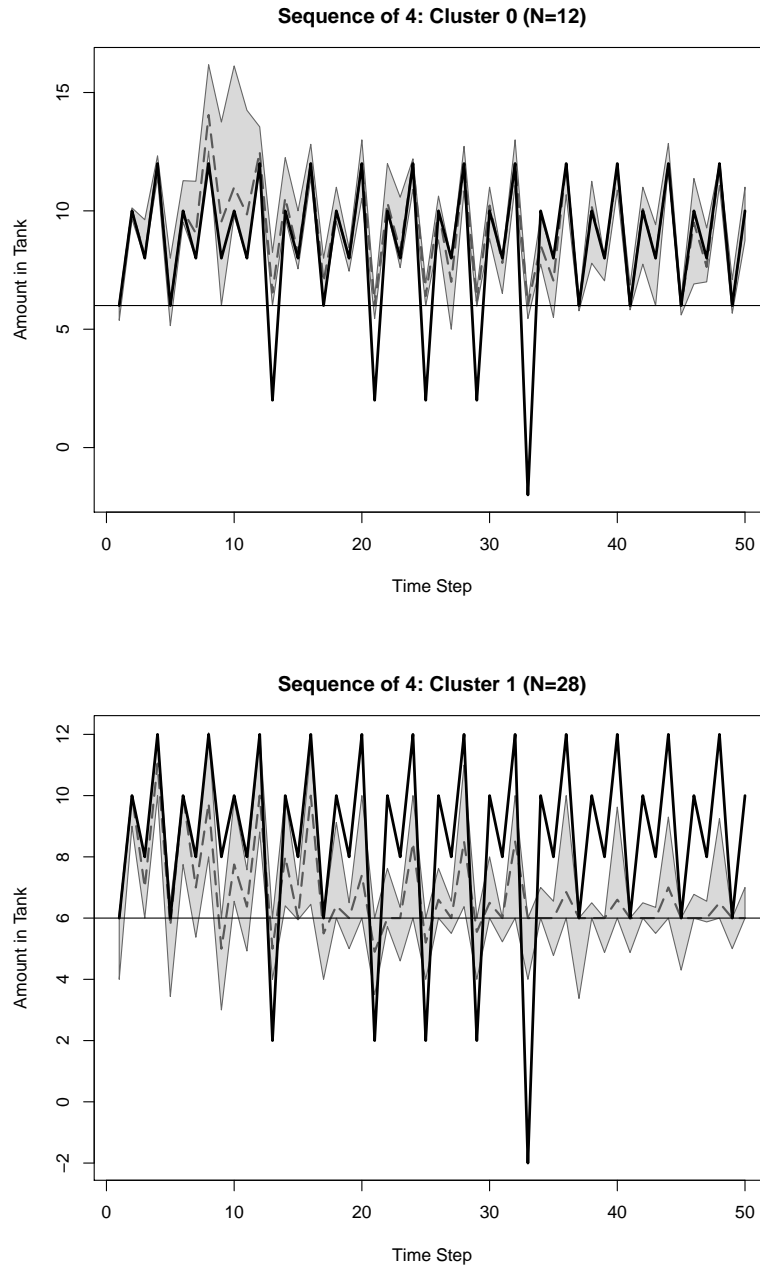 Sequence of 4: Cluster 0 (N=12)
15
10
5
0
Amount in Tank
0 10 20 30 40 50
Time Step
Sequence of 4: Cluster 1 (N=28)
12
10
8
6
4
2
0
−2
Amount in Tank
0 10 20 30 40 50
Time Step